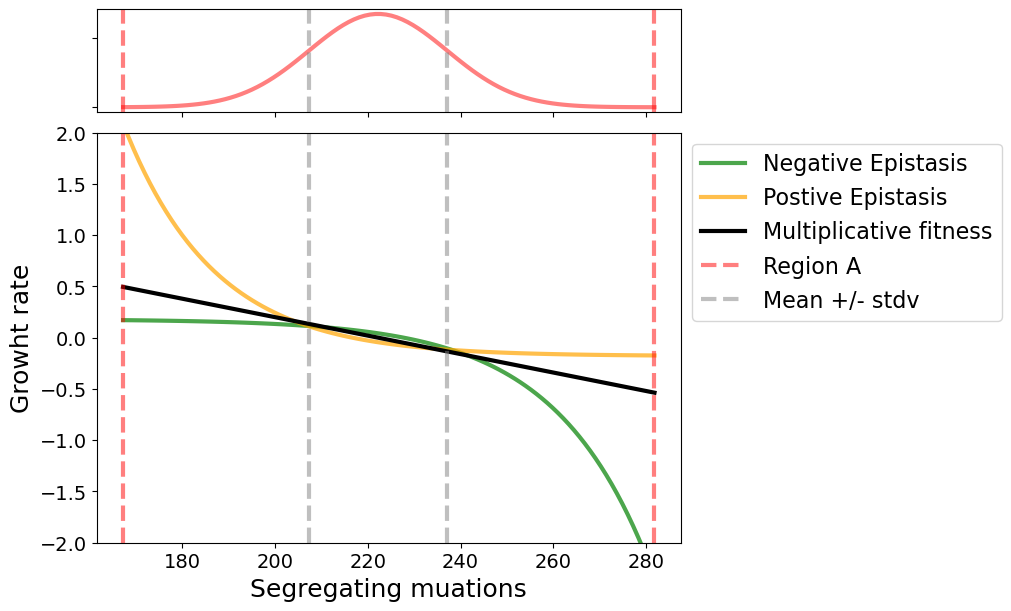 2.0
1.5
1.0
0.5
0.0
−0.5
−1.0
−1.5
−2.0
Growht rate
180
200
220
240
260
280
Segregating muations
Negative Epistasis
Postive Epistasis
Multiplicative fitness
Region A
Mean +/- stdv